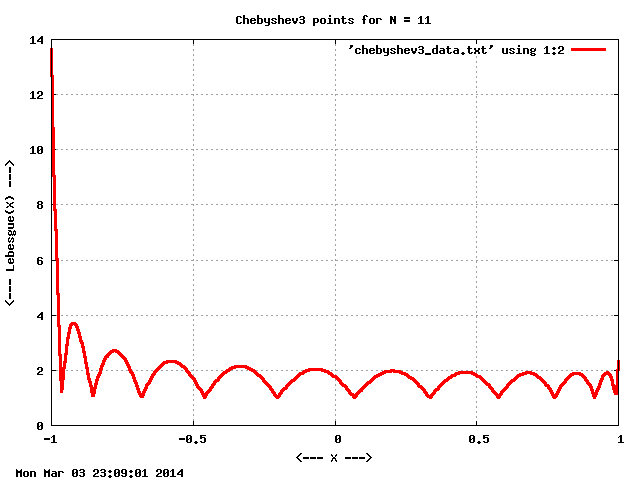 Chebyshev3 points for N = 11
'chebyshev3_data.txt' using 1:2
14
12
10
8
6
4
2
0
<--- Lebesgue(X) --->
-1 -0.5 0 0.5 1
<--- X --->
Mon Mar 03 23:09:01 2014